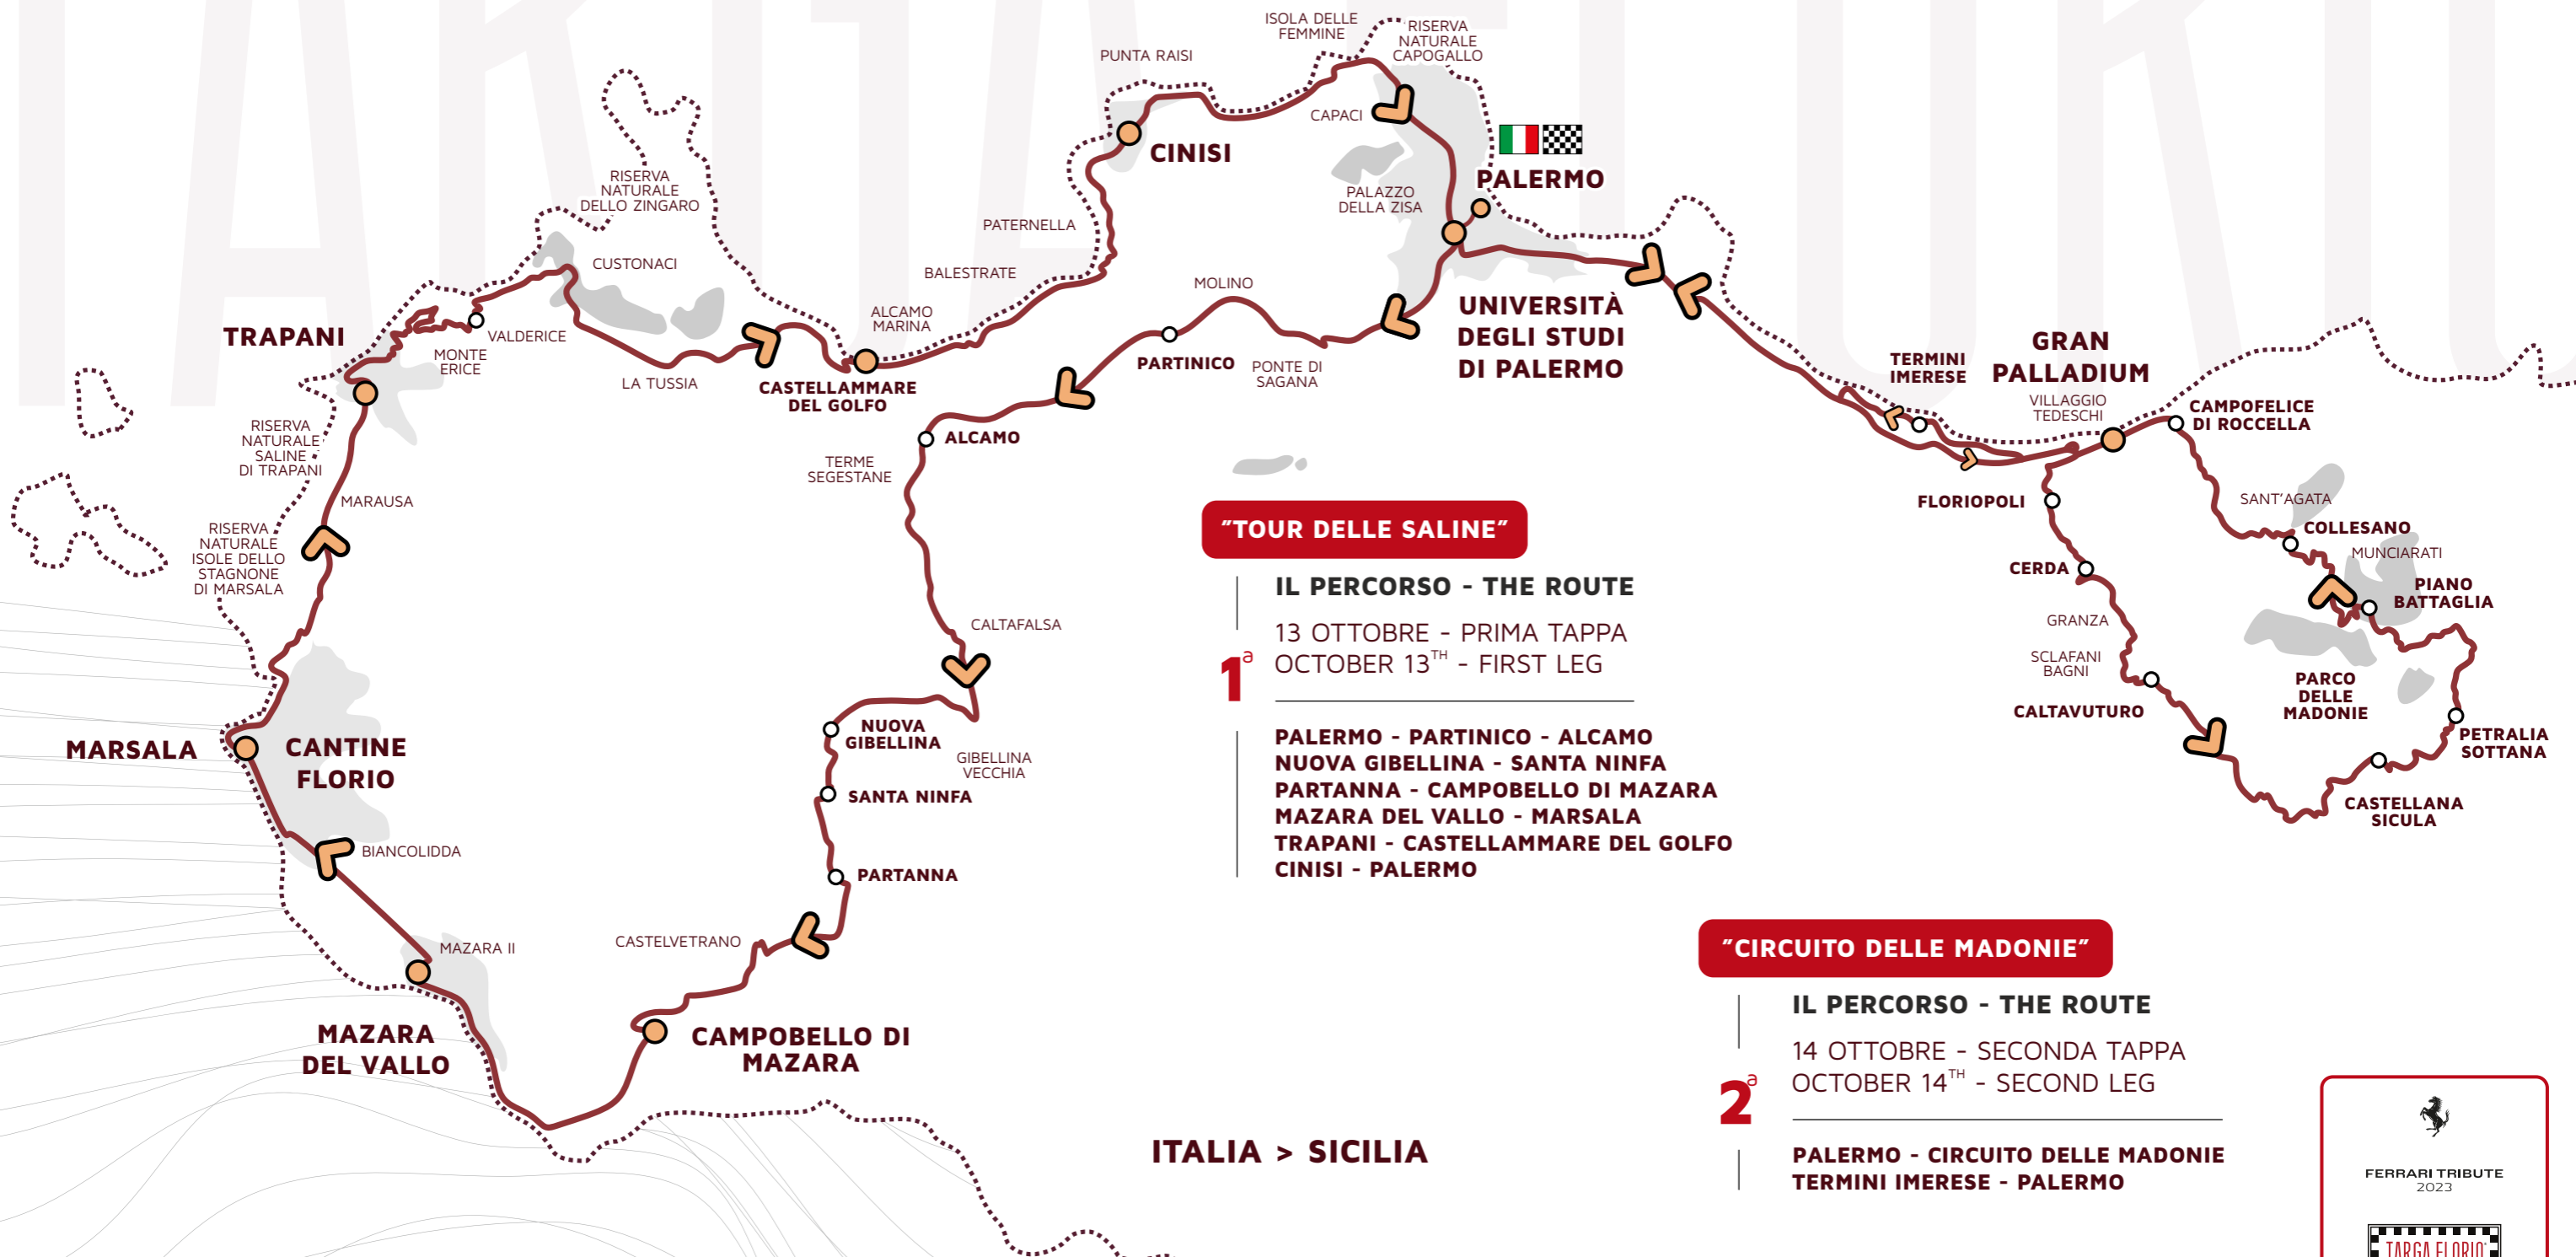 TARGA FLORIO
ISOLA DELLE
FEMMINE
RISERVA
NATURALE
CAPOGALLO
PUNTA RAISI
CAPACI
CINISI
PALERMO
PALAZZO
DELLA ZISA
RISERVA
NATURALE
DELLO ZINGARO
PATERNELLA
CUSTONACI
BALESTRATE
MOLINO
ALCAMO
MARINA
UNIVERSITÀ
DEGLI STUDI
DI PALERMO
TRAPANI
VALDERICE
MONTE
ERICE
LA TUSSIA
CASTELLAMMARE
DEL GOLFO
PARTINICO
PONTE DI
SAGANA
TERMINI
IMERESE
GRAN
PALLADIUM
VILLAGGIO
TEDESCHI
CAMPOFELICE
DI ROCCELLA
RISERVA
NATURALE
SALINE
DI TRAPANI
ALCAMO
TERME
SEGESTANE
MARAUSA
FLORIOPOLI
SANT'AGATA
COLLESANO
MUNCIARATI
RISERVA
NATURALE
ISOLE DELLO
STAGNONE
DI MARSALA
CERDA
PIANO
BATTAGLIA
GRANZA
SCLAFANI
BAGNI
CALTAFALSA
PARCO
DELLE
MADONIE
CALTAVUTURO
PETRALIA
SOTTANA
CASTELLANA
SICULA
MARSALA
CANTINE
FLORIO
NUOVA
GIBELLINA
GIBELLINA
VECCHIA
SANTA NINFA
BIANCOLIDDA
PARTANNA
MAZARA II
CASTELVETRANO
MAZARA
DEL VALLO
CAMPOBELLO DI
MAZARA
"TOUR DELLE SALINE"
IL PERCORSO - THE ROUTE
1a
13 OTTOBRE - PRIMA TAPPA
OCTOBER 13TH - FIRST LEG
PALERMO - PARTINICO - ALCAMO
NUOVA GIBELLINA - SANTA NINFA
PARTANNA - CAMPOBELLO DI MAZARA
MAZARA DEL VALLO - MARSALA
TRAPANI - CASTELLAMMARE DEL GOLFO
CINISI - PALERMO
"CIRCUITO DELLE MADONIE"
IL PERCORSO - THE ROUTE
2a
14 OTTOBRE - SECONDA TAPPA
OCTOBER 14TH - SECOND LEG
PALERMO - CIRCUITO DELLE MADONIE
TERMINI IMERESE - PALERMO
ITALIA > SICILIA
FERRARI TRIBUTE
2023
TARGA FLORIO